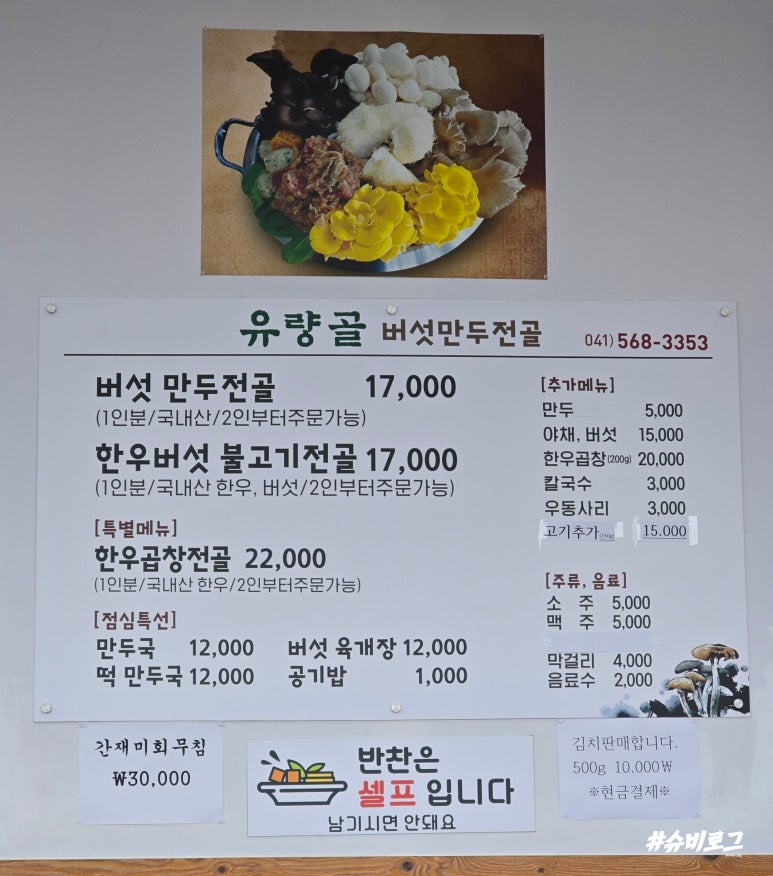 유량골 버섯만두전골 041) 568-3353
버섯 만두전골 17,000
(1인분/국내산/2인부터주문가능)
한우버섯 불고기전골 17,000
(1인분/국내산 한우, 버섯/2인부터주문가능)
[특별메뉴]
한우곱창전골 22,000
(1인분/국내산 한우/2인부터주문가능)
[점심특선]
만두국 12,000 버섯 육개장 12,000
떡 만두국 12,000 공기밥 1,000
[추가메뉴]
만두 5,000
야채, 버섯 15,000
한우곱창(200g) 20,000
칼국수 3,000
우동사리 3,000
고기추가(150g) 15.000
[주류, 음료]
소 주 5,000
맥 주 5,000
막걸리 4,000
음료수 2,000
간재미회무침
₩30,000
반찬은
셀프 입니다
남기시면 안돼요
김치판매합니다.
500g 10.000₩
※현금결제※
#슈비로그